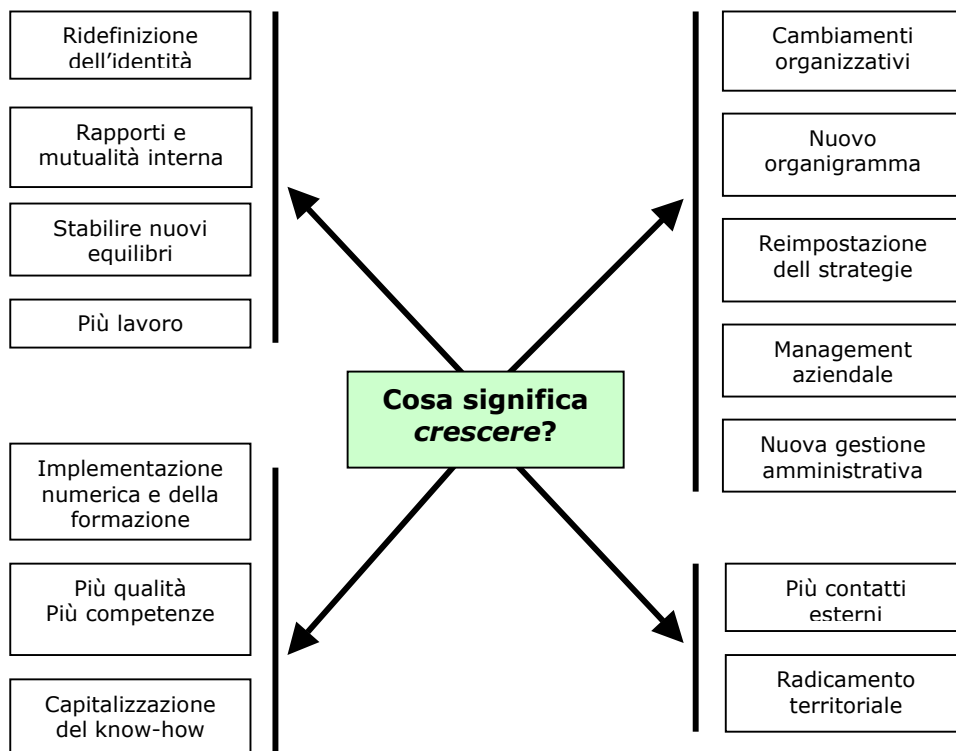 Ridefinizione
dell'identità
Rapporti e
mutualità interna
Stabilire nuovi
equilibri
Più lavoro
Implementazione
numerica e della
formazione
Più qualità
Più competenze
Capitalizzazione
del know-how
Cosa significa
crescere?
Cambiamenti
organizzativi
Nuovo
organigramma
Reimpostazione
dell strategie
Management
aziendale
Nuova gestione
amministrativa
Più contatti
esterni
Radicamento
territoriale